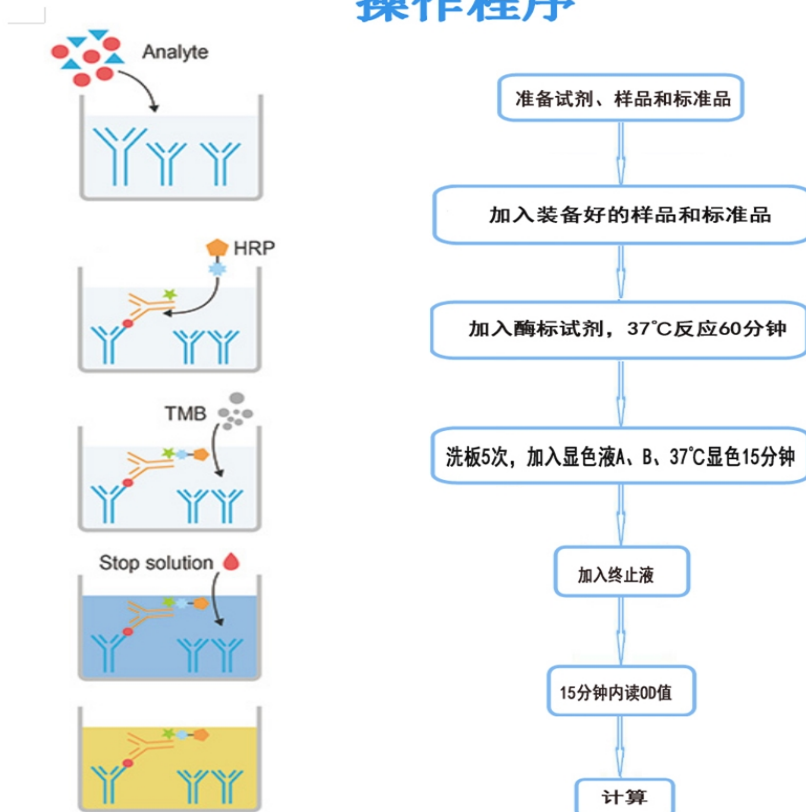 操作程序
Analyte
准备试剂、样品和标准品
加入装备好的样品和标准品
HRP
加入酶标试剂，37℃反应60分钟
TMB
洗板5次，加入显色液A、B、37℃显色15分钟
Stop solution
加入终止液
15分钟内读OD值
计算